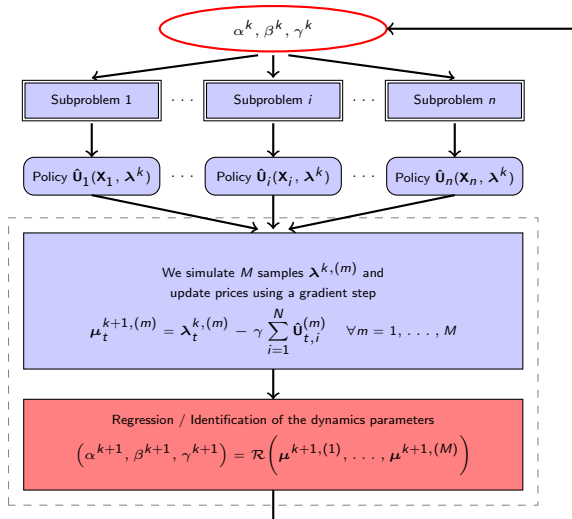 α^k, β^k, γ^k
Subproblem 1 · · · Subproblem i · · · Subproblem n
Policy Û_1(X_1, λ^k) · · · Policy Û_i(X_i, λ^k) · · · Policy Û_n(X_n, λ^k)
We simulate M samples λ^{k,(m)} and
update prices using a gradient step
μ_t^{k+1,(m)} = λ_t^{k,(m)} − γ ∑_{i=1}^{N} Û_{t,i}^{(m)} ∀m = 1, . . . , M
Regression / Identification of the dynamics parameters
(α^{k+1}, β^{k+1}, γ^{k+1}) = R(μ^{k+1,(1)}, . . . , μ^{k+1,(M)})